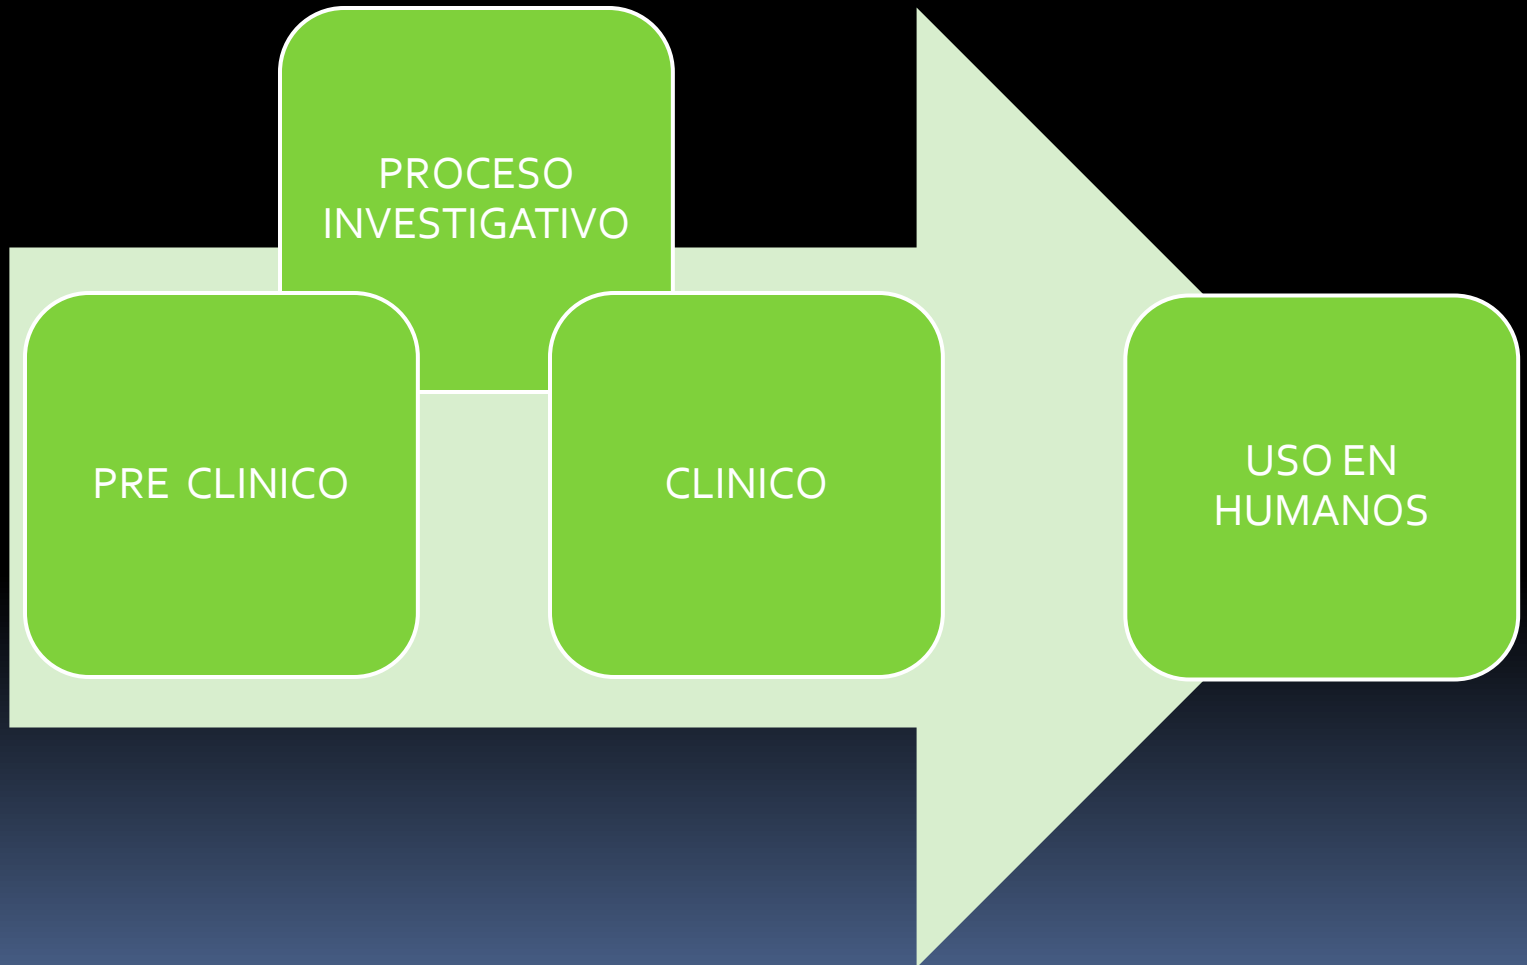 PROCESO
INVESTIGATIVO
PRE CLINICO
CLINICO
USO EN
HUMANOS